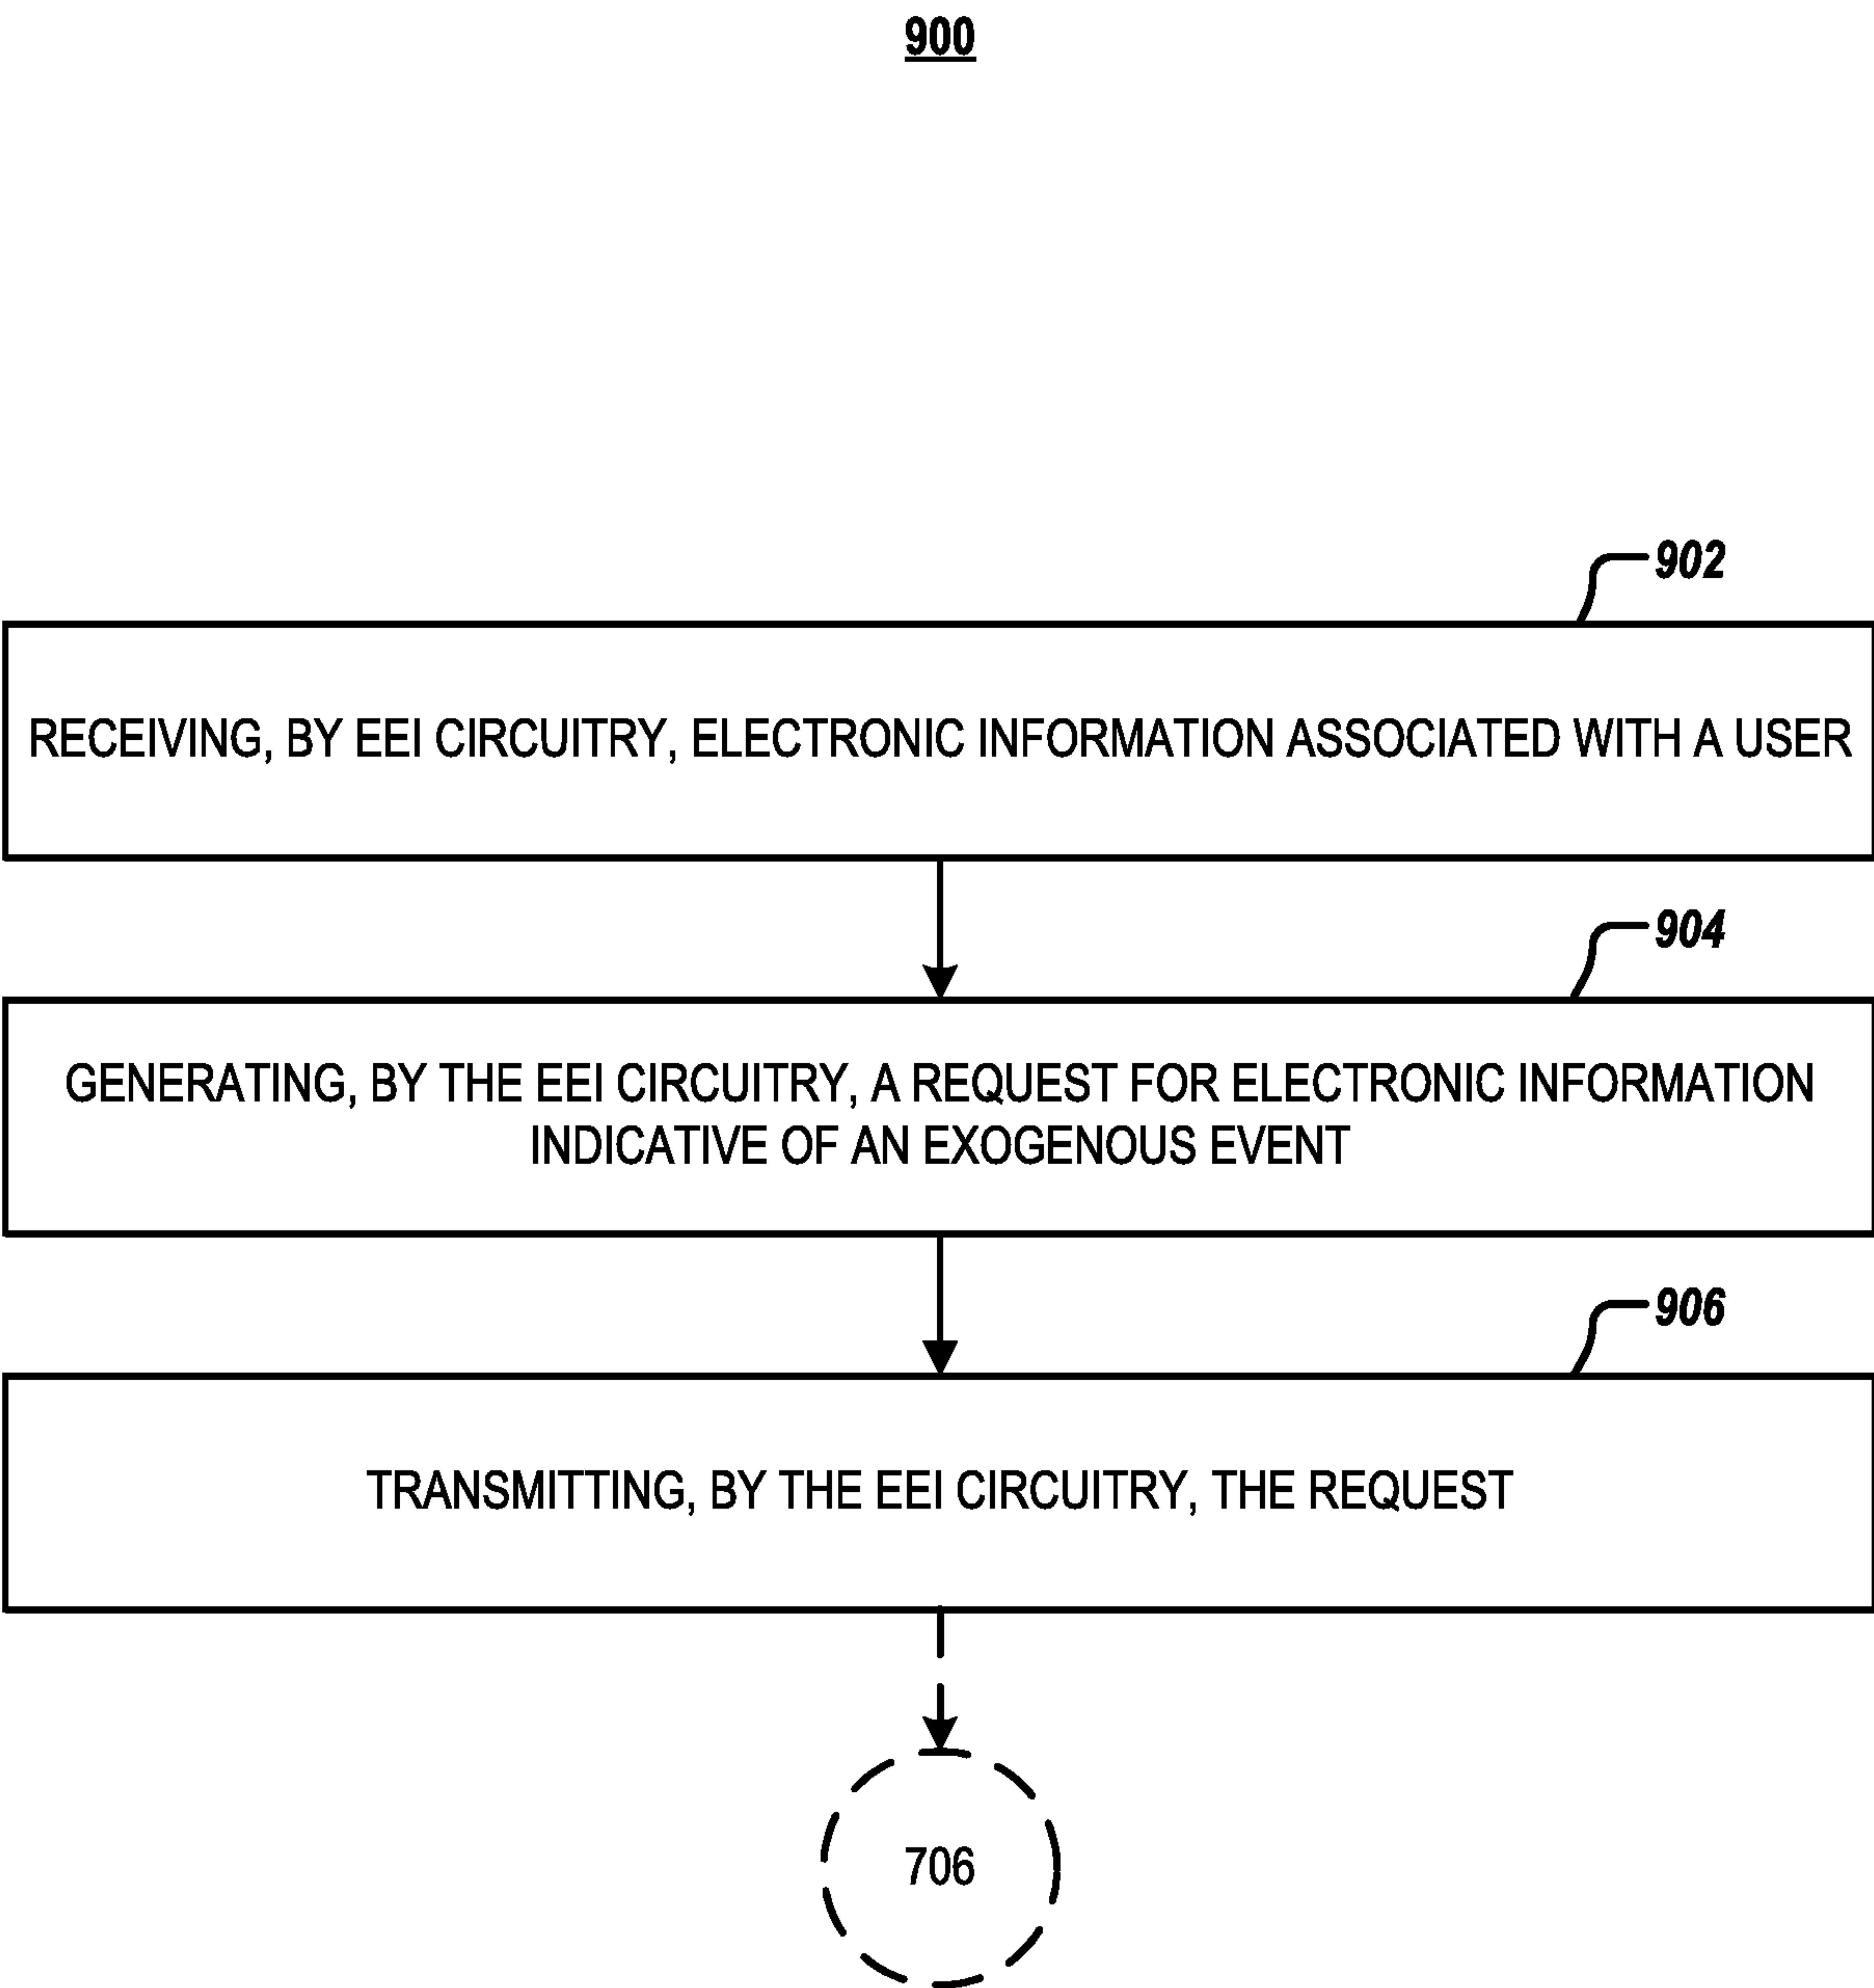 900
902
RECEIVING, BY EEI CIRCUITRY, ELECTRONIC INFORMATION ASSOCIATED WITH A USER
904
GENERATING, BY THE EEI CIRCUITRY, A REQUEST FOR ELECTRONIC INFORMATION
INDICATIVE OF AN EXOGENOUS EVENT
906
TRANSMITTING, BY THE EEI CIRCUITRY, THE REQUEST
706